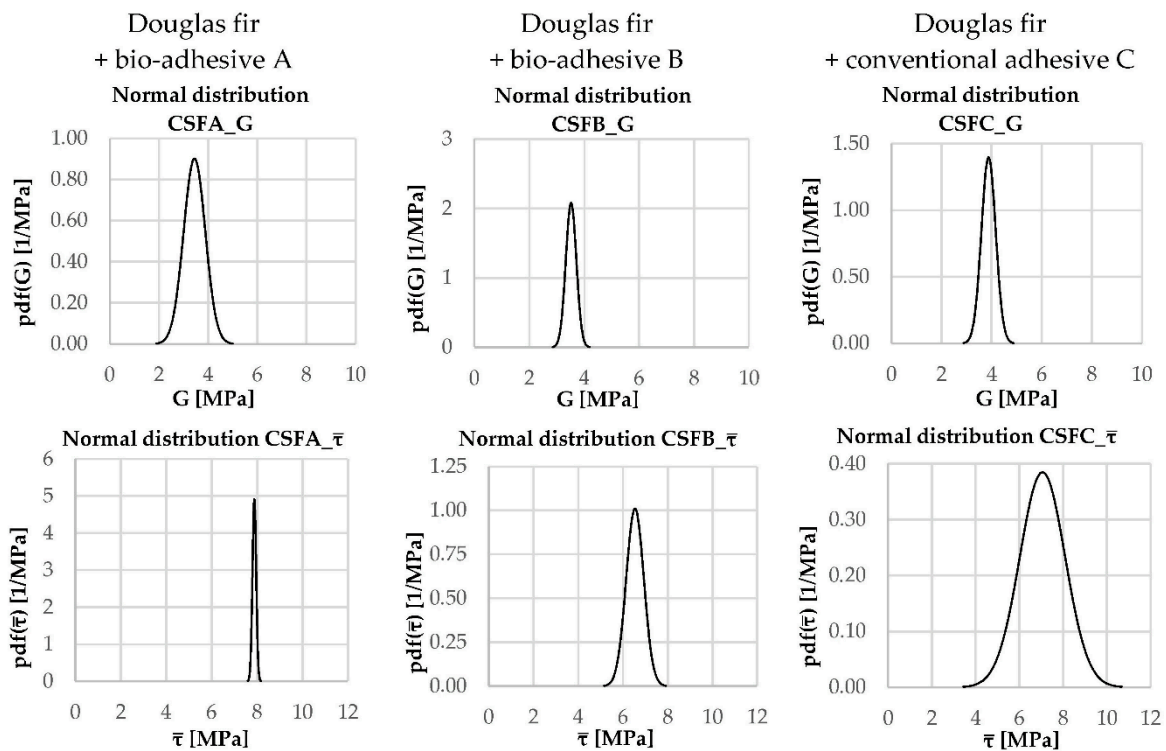 Douglas fir
+ bio-adhesive A
Douglas fir
+ bio-adhesive B
Douglas fir
+ conventional adhesive C
Normal distribution
CSFA_G
pdf(G) [1/MPa]
1.00
0.80
0.60
0.40
0.20
0.00
0 2 4 6 8 10
G [MPa]
Normal distribution
CSFB_G
pdf(G) [1/MPa]
3
2
1
0
0 2 4 6 8 10
G [MPa]
Normal distribution
CSFC_G
pdf(G) [1/MPa]
1.50
1.00
0.50
0.00
0 2 4 6 8 10
G [MPa]
Normal distribution CSFA_τ̅
pdf(τ̅) [1/MPa]
6
5
4
3
2
1
0
0 2 4 6 8 10 12
τ̅ [MPa]
Normal distribution CSFB_τ̅
pdf(τ̅) [1/MPa]
1.25
1.00
0.75
0.50
0.25
0.00
0 2 4 6 8 10 12
τ̅ [MPa]
Normal distribution CSFC_τ̅
pdf(τ̅) [1/MPa]
0.40
0.30
0.20
0.10
0.00
0 2 4 6 8 10 12
τ̅ [MPa]